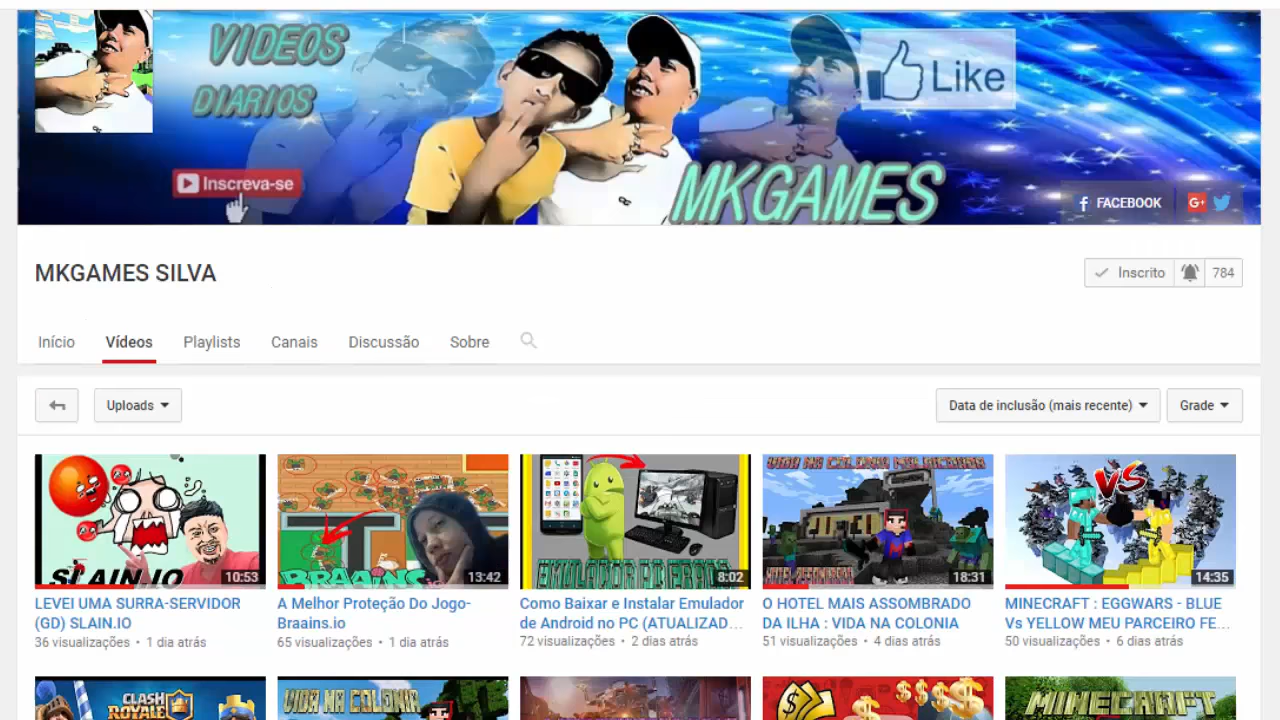 VIDEOS
DIARIOS
Like
Inscreva-se
MKGAMES
FACEBOOK
G+
MKGAMES SILVA
Inscrito 784
Início Vídeos Playlists Canais Discussão Sobre
Uploads Data de inclusão (mais recente) Grade
SLAIN.IO 10:53
BRAAINS 13:42
EMULADOR 8:02
VIDA NA COLONIA
18:31
VS
14:35
LEVEI UMA SURRA-SERVIDOR
(GD) SLAIN.IO
36 visualizações • 1 dia atrás
A Melhor Proteção Do Jogo-
Braains.io
65 visualizações • 1 dia atrás
Como Baixar e Instalar Emulador
de Android no PC (ATUALIZAD...
72 visualizações • 2 dias atrás
O HOTEL MAIS ASSOMBRADO
DA ILHA : VIDA NA COLONIA
51 visualizações • 4 dias atrás
MINECRAFT : EGGWARS - BLUE
Vs YELLOW MEU PARCEIRO FE...
50 visualizações • 6 dias atrás
CLASH
ROYALE
VIDA NA COLONIA
MINECRAFT